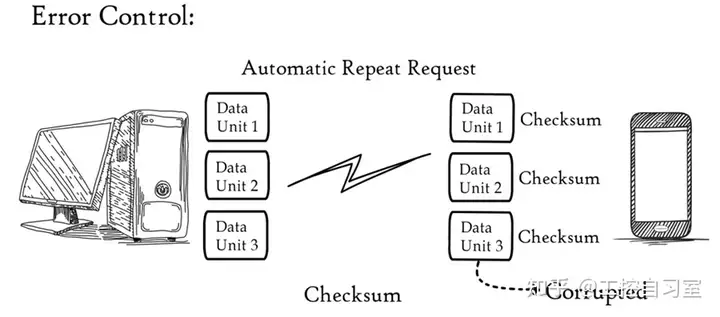 Error Control:
Automatic Repeat Request
Data
Unit 1
Data
Unit 2
Data
Unit 3
Data
Unit 1
Checksum
Data
Unit 2
Checksum
Data
Unit 3
Checksum
Checksum
Corrupted
知乎 @工控自习室